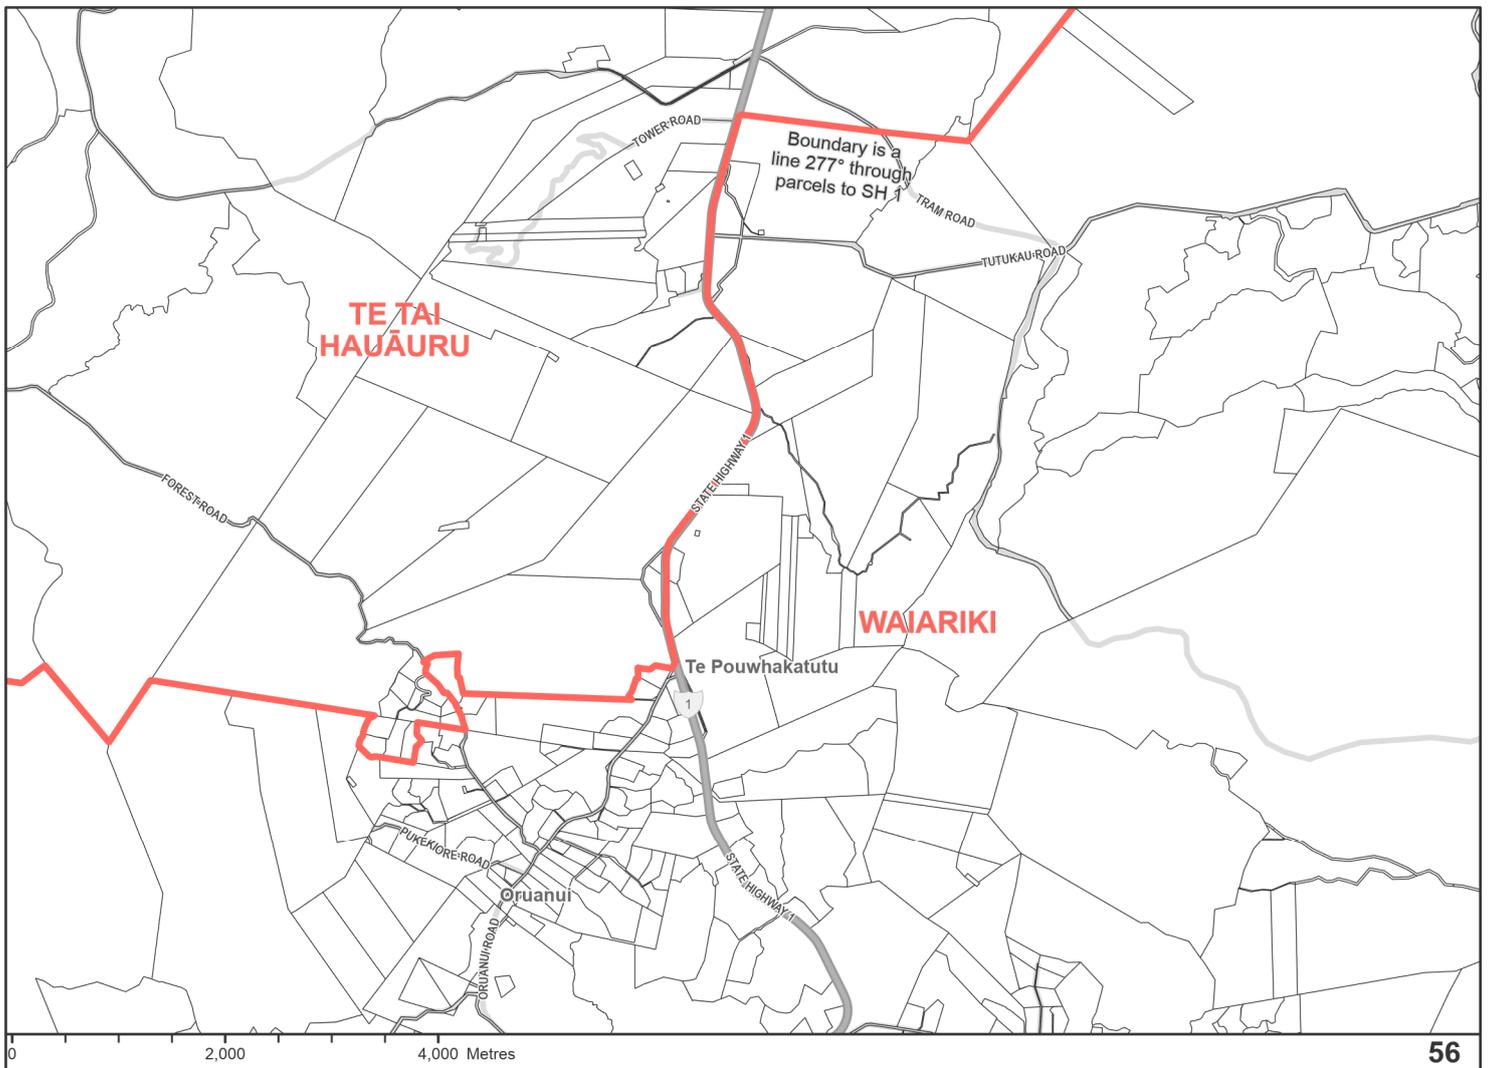 TOWER ROAD
Boundary is a
line 277° through
parcels to SH 1
TRAM ROAD
TUTUKAU ROAD
TE TAI
HAUĀURU
STATE HIGHWAY 1
FOREST ROAD
WAIARIKI
Te Pouwhakatutu
1
PUKEKIORE ROAD
STATE HIGHWAY 1
Oruanui
ORUANUI ROAD
0 2,000 4,000 Metres
56